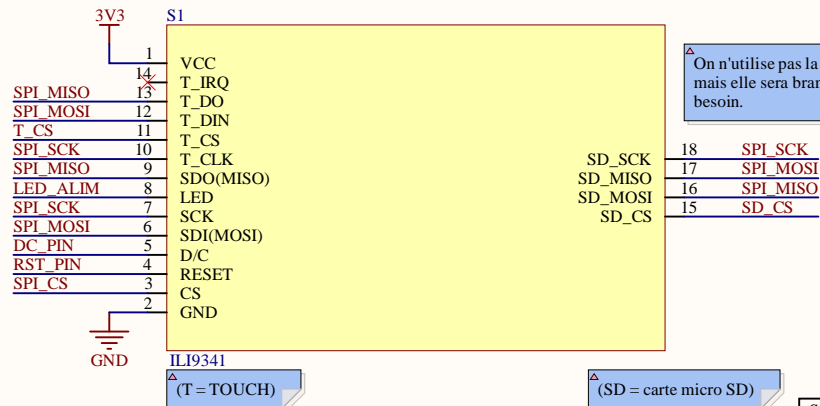 3V3
S1
1 VCC
14 T_IRQ
SPI_MISO 13 T_DO
SPI_MOSI 12 T_DIN
T_CS 11 T_CS
SPI_SCK 10 T_CLK
SPI_MISO 9 SDO(MISO)
LED_ALIM 8 LED
SPI_SCK 7 SCK
SPI_MOSI 6 SDI(MOSI)
DC_PIN 5 D/C
RST_PIN 4 RESET
SPI_CS 3 CS
2 GND
GND
SD_SCK 18 SPI_SCK
SD_MISO 17 SPI_MOSI
SD_MOSI 16 SPI_MISO
SD_CS 15 SD_CS
On n'utilise pas la
mais elle sera
besoin.
ILI9341
(T = TOUCH)
(SD = carte micro SD)